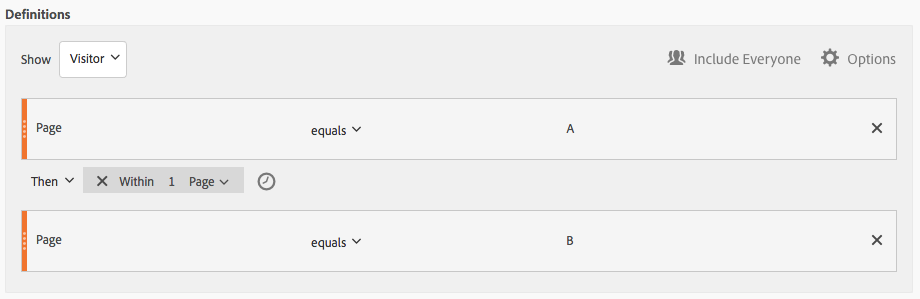 Definitions
Show Visitor Include Everyone Options
Page equals A
Then Within 1 Page
Page equals B